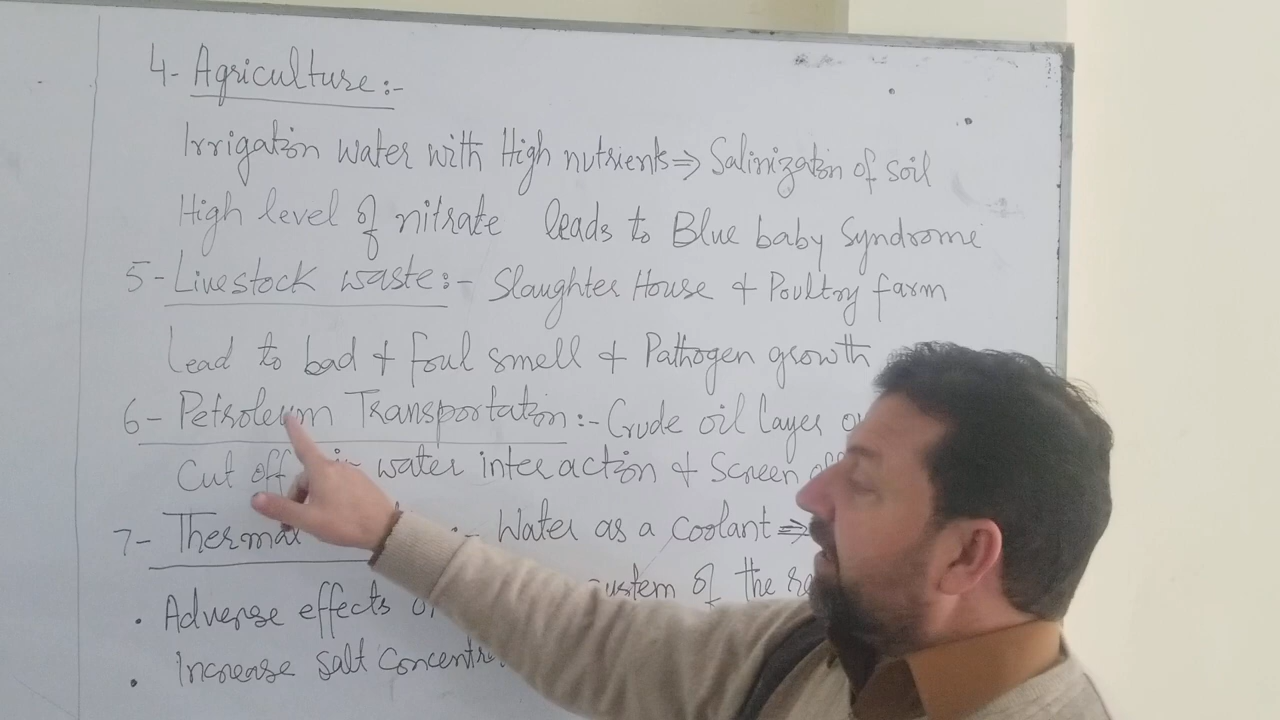 4- Agriculture:-
Irrigation water with High nutrients ⇒ Salinization of soil
High level of nitrate leads to Blue baby Syndrome
5- Livestock waste:- Slaughter House + Poultry farm
Lead to bad + foul smell + Pathogen growth
6- Petroleum Transportation:- Crude oil layer
Cut off water interaction + Screen
7- Thermal :- Water as a coolant ⇒
• Adverse effects of the
• Increase salt